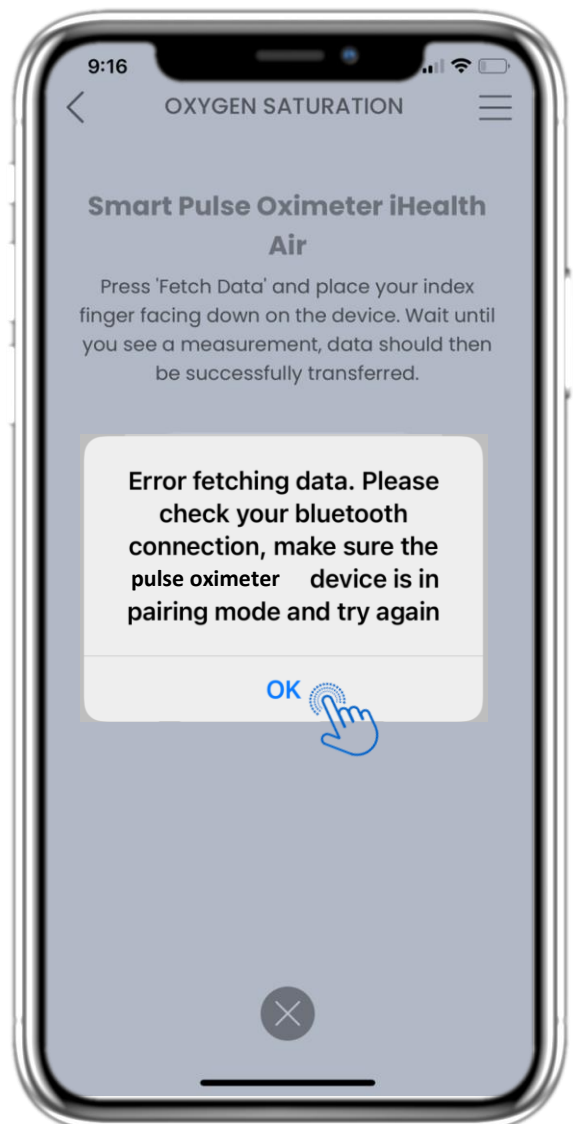 9:16
OXYGEN SATURATION
Smart Pulse Oximeter iHealth
Air
Press 'Fetch Data' and place your index
finger facing down on the device. Wait until
you see a measurement, data should then
be successfully transferred.
Error fetching data. Please
check your bluetooth
connection, make sure the
pulse oximeter device is in
pairing mode and try again
OK